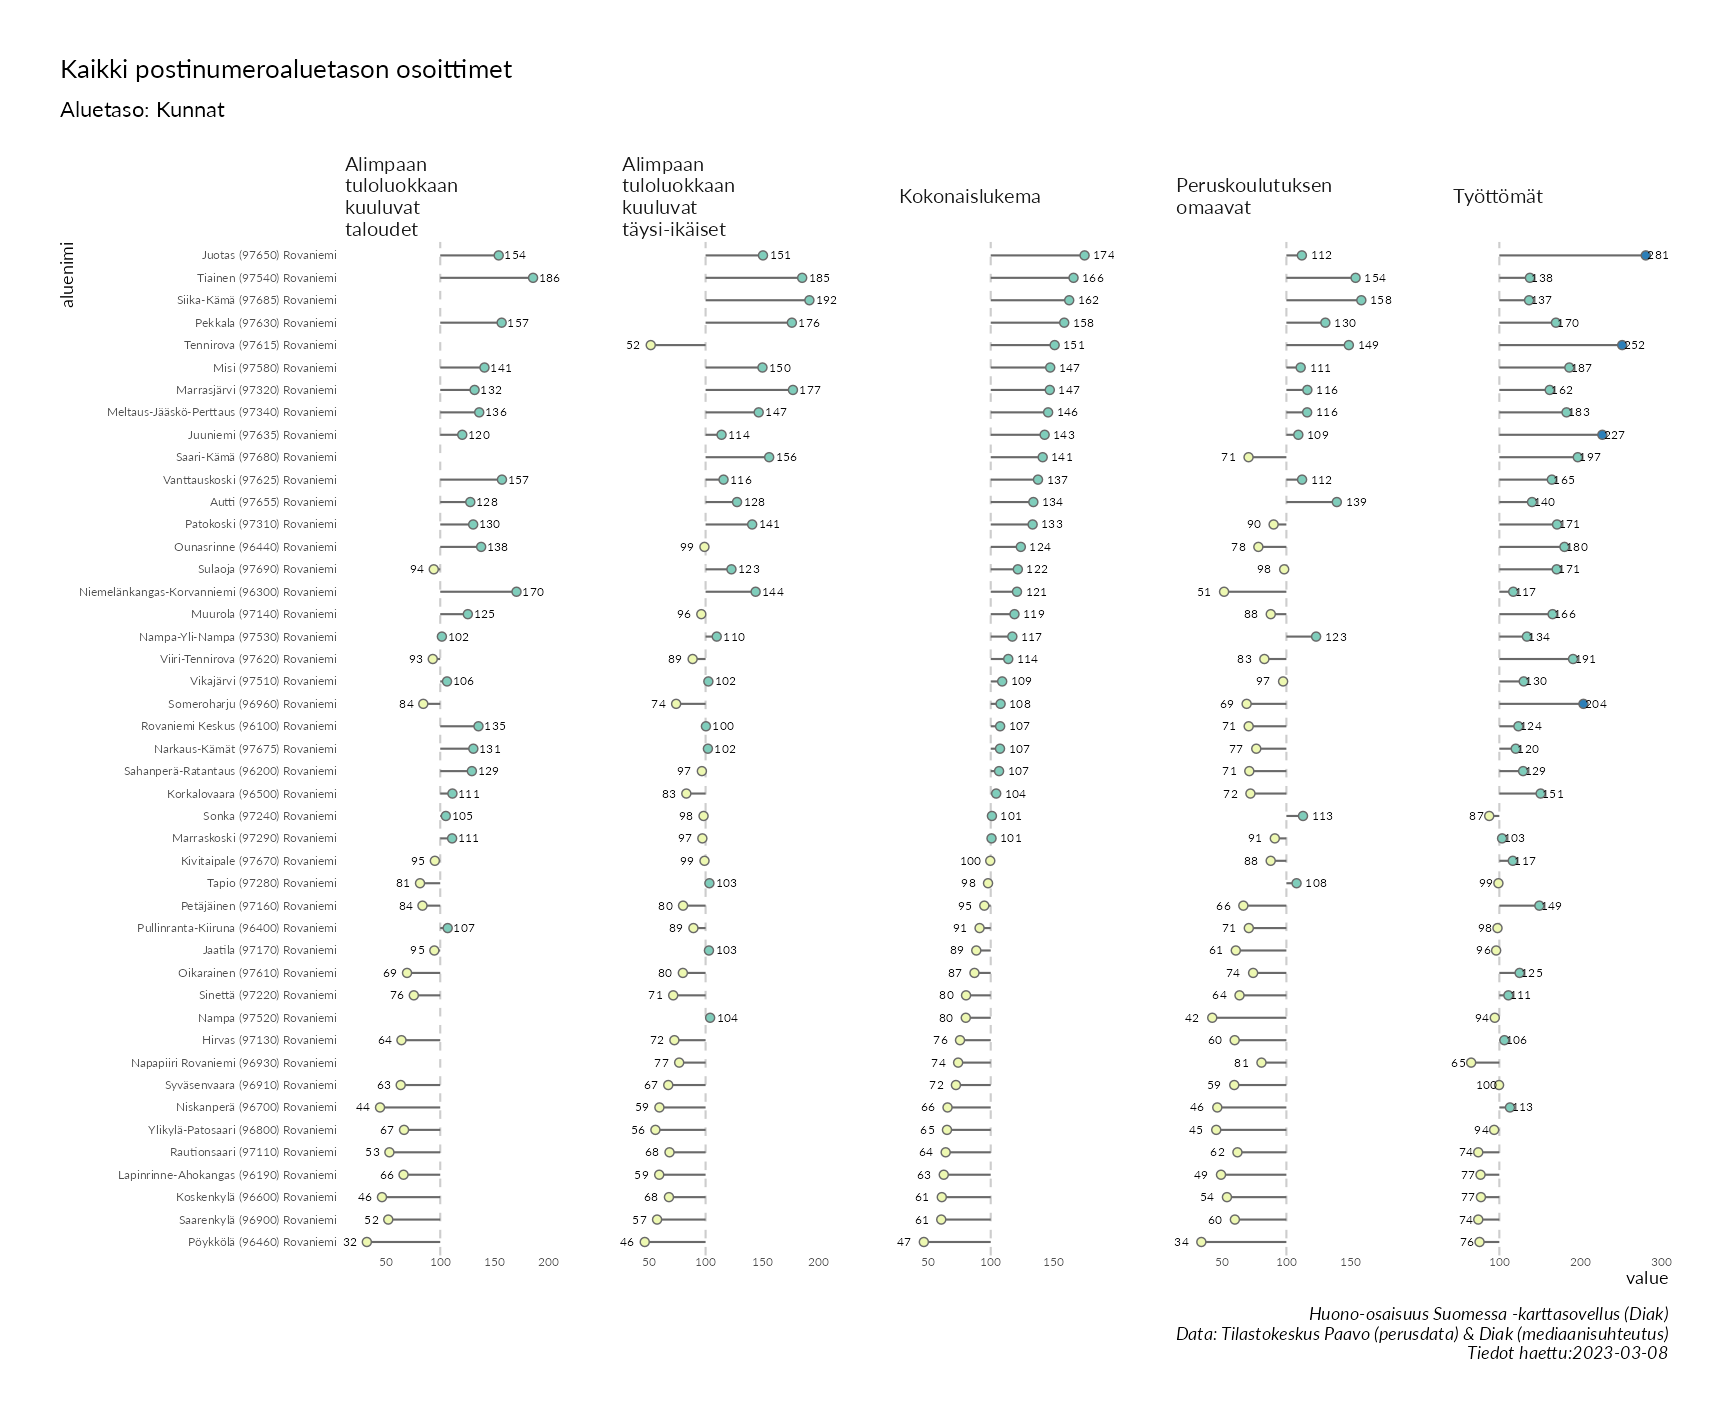 Kaikki postinumeroaluetason osoittimet
Aluetaso: Kunnat
Alimpaan
tuloluokkaan
kuuluvat
taloudet
Alimpaan
tuloluokkaan
kuuluvat
täysi-ikäiset
Kokonaislukema
Peruskoulutuksen
omaavat
Työttömät
aluenimi
Juotas (97650) Rovaniemi 154 151 174 112 281
Tiainen (97540) Rovaniemi 186 185 166 154 138
Siika-Kämä (97685) Rovaniemi 192 162 158 137
Pekkala (97630) Rovaniemi 157 176 158 130 170
Tennirova (97615) Rovaniemi 52 151 149 252
Misi (97580) Rovaniemi 141 150 147 111 187
Marrasjärvi (97320) Rovaniemi 132 177 147 116 162
Meltaus-Jääskö-Perttaus (97340) Rovaniemi 136 147 146 116 183
Juuniemi (97635) Rovaniemi 120 114 143 109 227
Saari-Kämä (97680) Rovaniemi 156 141 71 197
Vanttauskoski (97625) Rovaniemi 157 116 137 112 165
Autti (97655) Rovaniemi 128 128 134 139 140
Patokoski (97310) Rovaniemi 130 141 133 90 171
Ounasrinne (96440) Rovaniemi 138 99 124 78 180
Sulaoja (97690) Rovaniemi 94 123 122 98 171
Niemelänkangas-Korvanniemi (96300) Rovaniemi 170 144 121 51 117
Muurola (97140) Rovaniemi 125 96 119 88 166
Nampa-Yli-Nampa (97530) Rovaniemi 102 110 117 123 134
Viiri-Tennirova (97620) Rovaniemi 93 89 114 83 191
Vikajärvi (97510) Rovaniemi 106 102 109 97 130
Someroharju (96960) Rovaniemi 84 74 108 69 204
Rovaniemi Keskus (96100) Rovaniemi 135 100 107 71 124
Narkaus-Kämät (97675) Rovaniemi 131 102 107 77 120
Sahanperä-Ratantaus (96200) Rovaniemi 129 97 107 71 129
Korkalovaara (96500) Rovaniemi 111 83 104 72 151
Sonka (97240) Rovaniemi 105 98 101 113 87
Marraskoski (97290) Rovaniemi 111 97 101 91 103
Kivitaipale (97670) Rovaniemi 95 99 100 88 117
Tapio (97280) Rovaniemi 81 103 98 108 99
Petäjäinen (97160) Rovaniemi 84 80 95 66 149
Pullinranta-Kiiruna (96400) Rovaniemi 107 89 91 71 98
Jaatila (97170) Rovaniemi 95 103 89 61 96
Oikarainen (97610) Rovaniemi 69 80 87 74 125
Sinettä (97220) Rovaniemi 76 71 80 64 111
Nampa (97520) Rovaniemi 104 80 42 94
Hirvas (97130) Rovaniemi 64 72 76 60 106
Napapiiri Rovaniemi (96930) Rovaniemi 77 74 81 65
Syväsenvaara (96910) Rovaniemi 63 67 72 59 100
Niskanperä (96700) Rovaniemi 44 59 66 46 113
Ylikylä-Patosaari (96800) Rovaniemi 67 56 65 45 94
Rautionsaari (97110) Rovaniemi 53 68 64 62 74
Lapinrinne-Ahokangas (96190) Rovaniemi 66 59 63 49 77
Koskenkylä (96600) Rovaniemi 46 68 61 54 77
Saarenkylä (96900) Rovaniemi 52 57 61 60 74
Pöykkölä (96460) Rovaniemi 32 46 47 34 76
50 100 150 200 50 100 150 200 50 100 150 50 100 150 100 200 300
value
Huono-osaisuus Suomessa -karttasovellus (Diak)
Data: Tilastokeskus Paavo (perusdata) & Diak (mediaanisuhteutus)
Tiedot haettu:2023-03-08